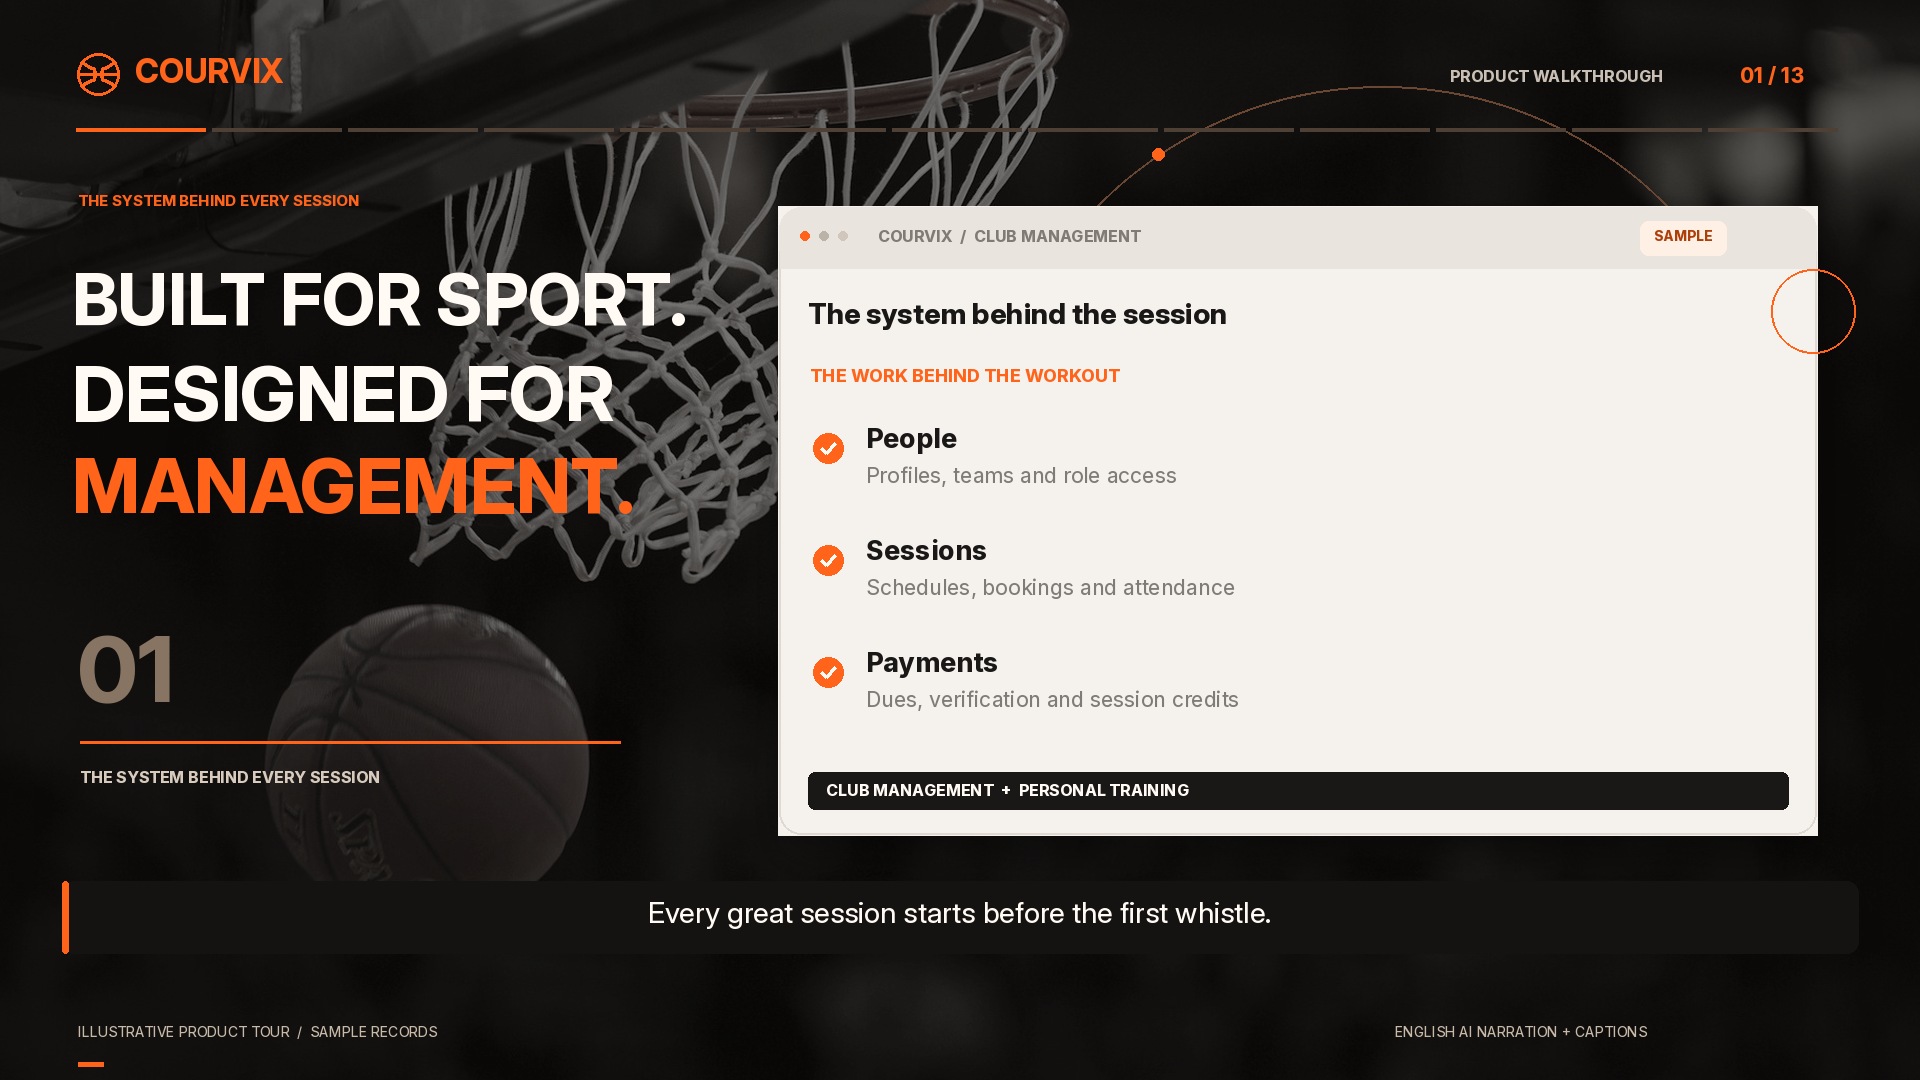 COURVIX
PRODUCT WALKTHROUGH
01 / 13
THE SYSTEM BEHIND EVERY SESSION
BUILT FOR SPORT.
DESIGNED FOR
MANAGEMENT.
01
THE SYSTEM BEHIND EVERY SESSION
COURVIX / CLUB MANAGEMENT
SAMPLE
The system behind the session
THE WORK BEHIND THE WORKOUT
People
Profiles, teams and role access
Sessions
Schedules, bookings and attendance
Payments
Dues, verification and session credits
CLUB MANAGEMENT + PERSONAL TRAINING
Every great session starts before the first whistle.
ILLUSTRATIVE PRODUCT TOUR / SAMPLE RECORDS
ENGLISH AI NARRATION + CAPTIONS